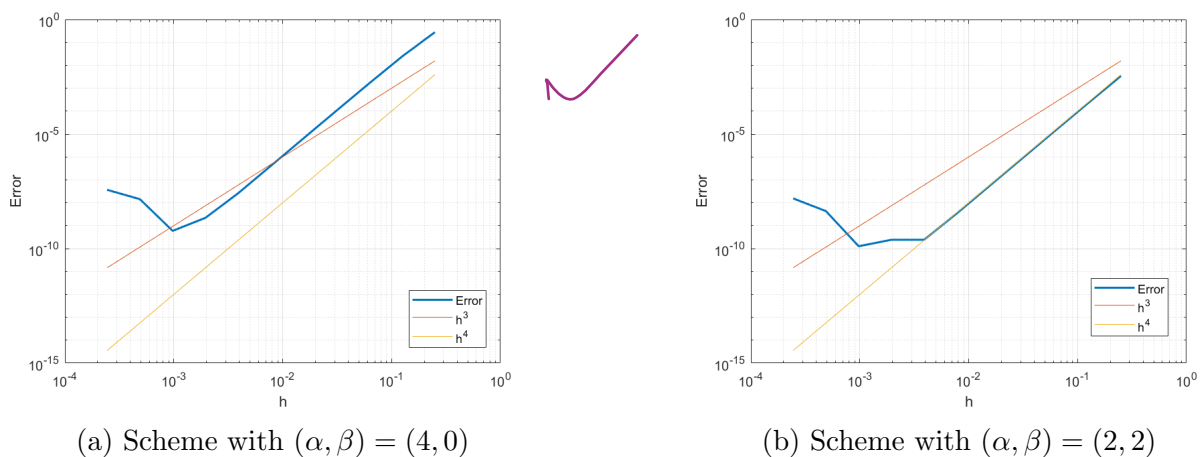 10^0
10^-5
10^-10
10^-15
Error
10^-4 10^-3 10^-2 10^-1 10^0
h
Error
h^3
h^4
(a) Scheme with (α, β) = (4, 0)
10^0
10^-5
10^-10
10^-15
Error
10^-4 10^-3 10^-2 10^-1 10^0
h
Error
h^3
h^4
(b) Scheme with (α, β) = (2, 2)